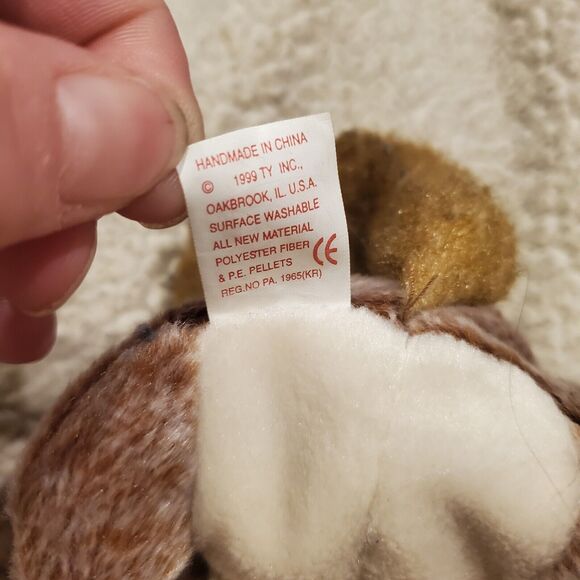 HANDMADE IN CHINA
© 1999 TY INC.,
OAKBROOK, IL. U.S.A.
SURFACE WASHABLE
ALL NEW MATERIAL
POLYESTER FIBER
& P.E. PELLETS CE
REG.NO PA. 1965(KR)